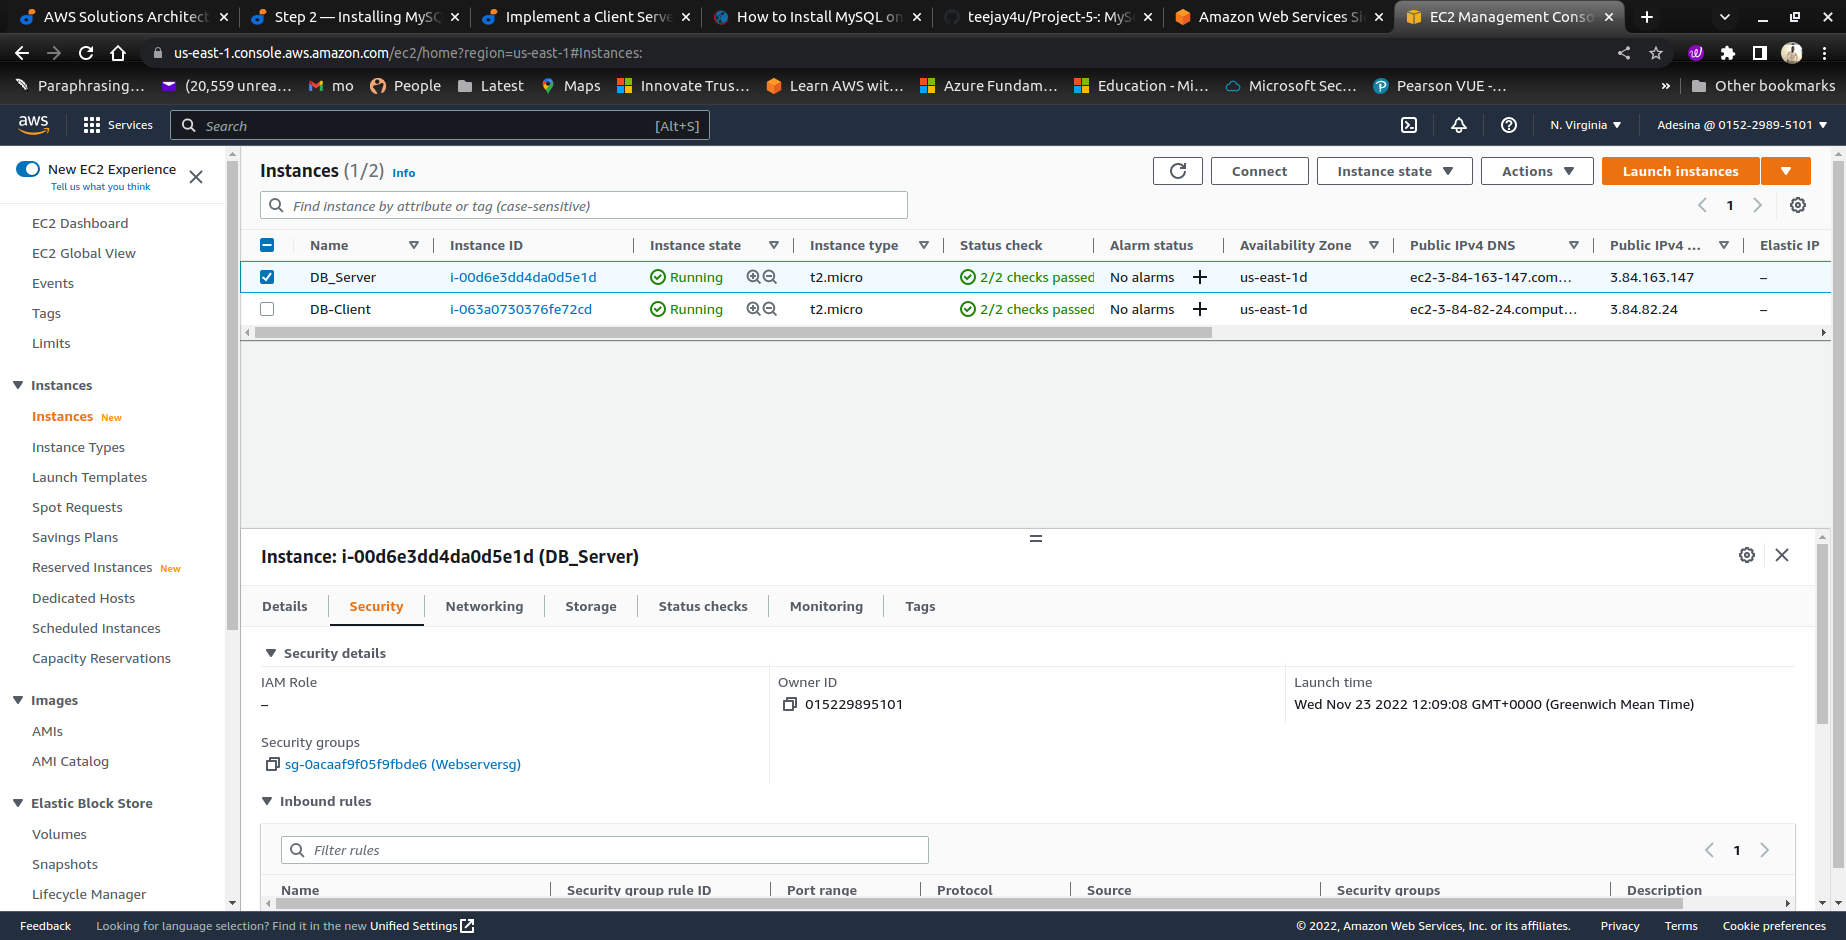 AWS Solutions Architect
Step 2 — Installing MySQ
Implement a Client Serve
How to Install MySQL on
teejay4u/Project-5-: MyS
Amazon Web Services Si
EC2 Management Conso
us-east-1.console.aws.amazon.com/ec2/home?region=us-east-1#Instances:
Paraphrasing...
(20,559 unrea...
mo
People
Latest
Maps
Innovate Trus...
Learn AWS wit...
Azure Fundam...
Education - Mi...
Microsoft Sec...
Pearson VUE -...
»
Other bookmarks
aws
Services
Search
[Alt+S]
N. Virginia
Adesina @ 0152-2989-5101
New EC2 Experience
Tell us what you think
EC2 Dashboard
EC2 Global View
Events
Tags
Limits
Instances
Instances New
Instance Types
Launch Templates
Spot Requests
Savings Plans
Reserved Instances New
Dedicated Hosts
Scheduled Instances
Capacity Reservations
Images
AMIs
AMI Catalog
Elastic Block Store
Volumes
Snapshots
Lifecycle Manager
Instances (1/2) Info
Connect
Instance state
Actions
Launch instances
Find instance by attribute or tag (case-sensitive)
1
Name Instance ID Instance state Instance type Status check Alarm status Availability Zone Public IPv4 DNS Public IPv4 ... Elastic IP
DB_Server i-00d6e3dd4da0d5e1d Running t2.micro 2/2 checks passed No alarms + us-east-1d ec2-3-84-163-147.com... 3.84.163.147 –
DB-Client i-063a0730376fe72cd Running t2.micro 2/2 checks passed No alarms + us-east-1d ec2-3-84-82-24.comput... 3.84.82.24 –
Instance: i-00d6e3dd4da0d5e1d (DB_Server)
Details Security Networking Storage Status checks Monitoring Tags
Security details
IAM Role
–
Owner ID
015229895101
Launch time
Wed Nov 23 2022 12:09:08 GMT+0000 (Greenwich Mean Time)
Security groups
sg-0acaaf9f05f9fbde6 (Webserversg)
Inbound rules
Filter rules
1
Name Security group rule ID Port range Protocol Source Security groups Description
Feedback
Looking for language selection? Find it in the new Unified Settings
© 2022, Amazon Web Services, Inc. or its affiliates.
Privacy
Terms
Cookie preferences